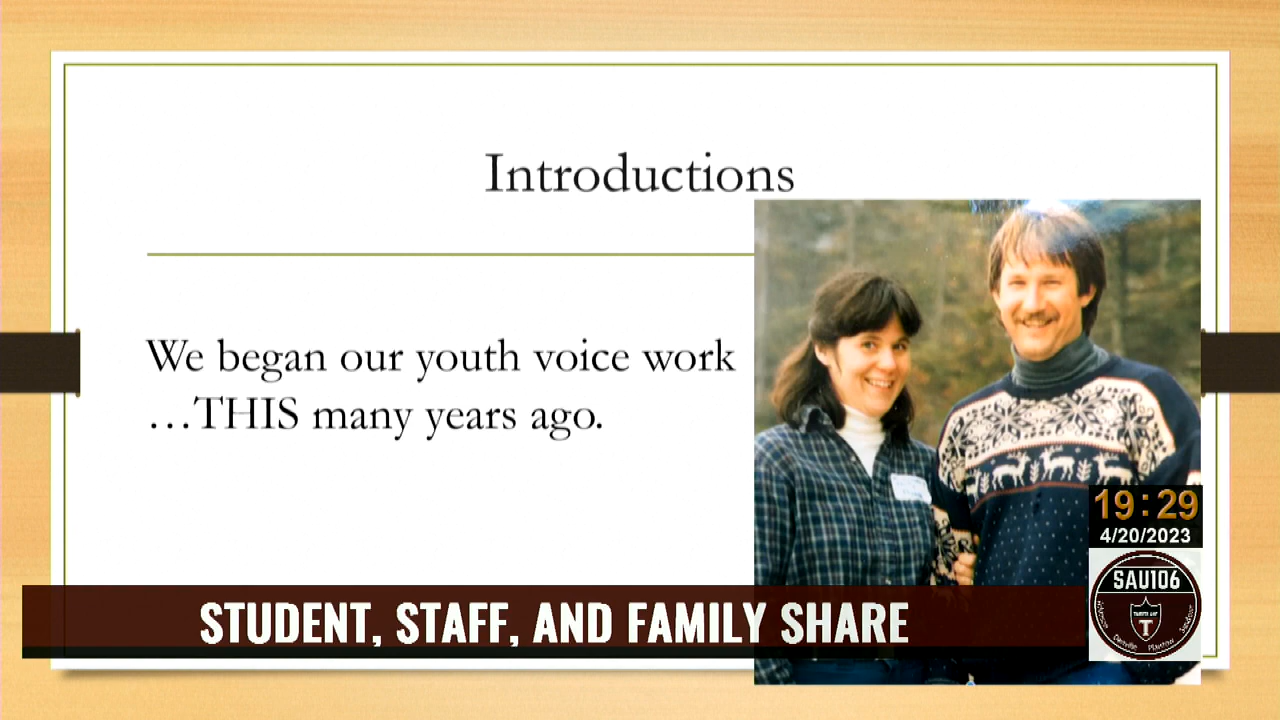 Introductions
We began our youth voice work
…THIS many years ago.
19:29
4/20/2023
SAU106
T
STUDENT, STAFF, AND FAMILY SHARE